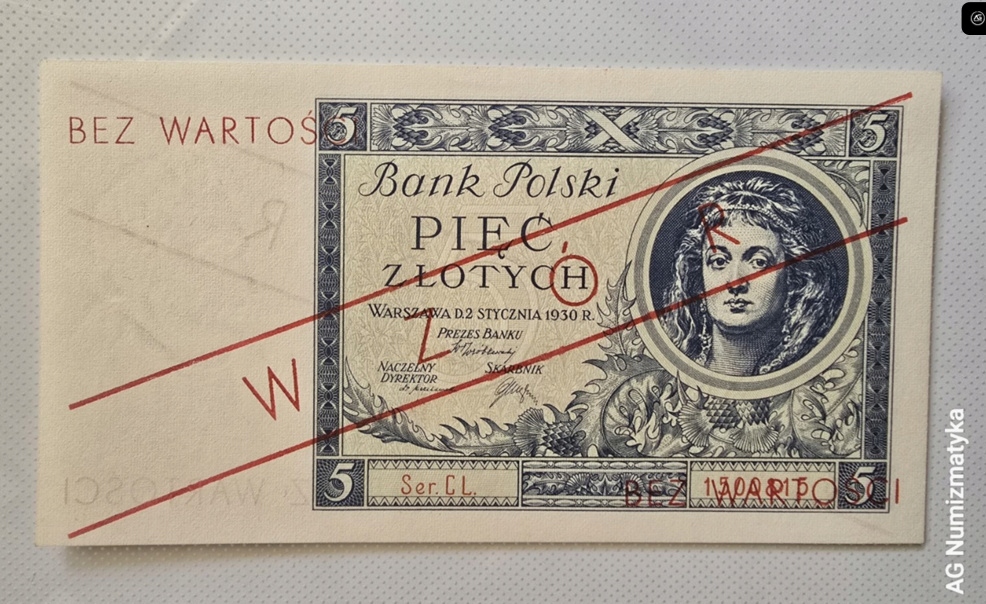 BEZ WARTOŚ
5
5
Bank Polski
PIĘĆ
ZŁOTYCH
WARSZAWA D.2 STYCZNIA 1930 R.
PREZES BANKU
NACZELNY
DYREKTOR
SKARBNIK
WZÓR
5
Ser. CL.
5
BEZ WARTOŚCI
AG Numizmatyka